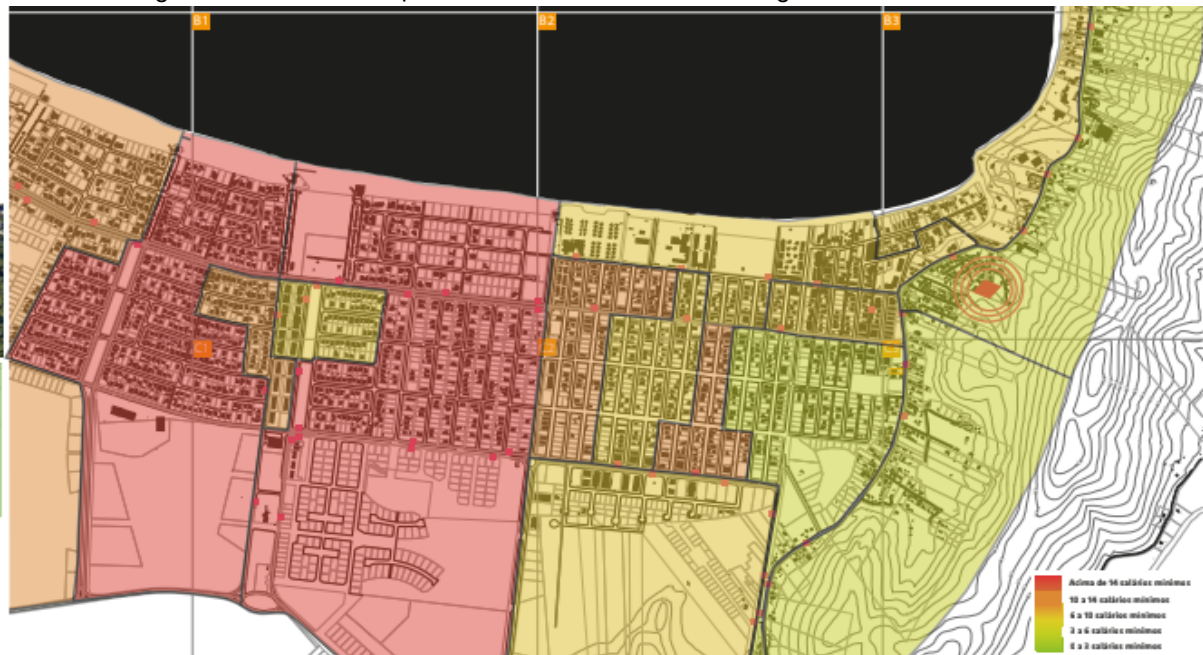 B1
B2
B3
C1
C2
Acima de 14 salários mínimos
10 a 14 salários mínimos
6 a 10 salários mínimos
3 a 6 salários mínimos
0 a 3 salários mínimos